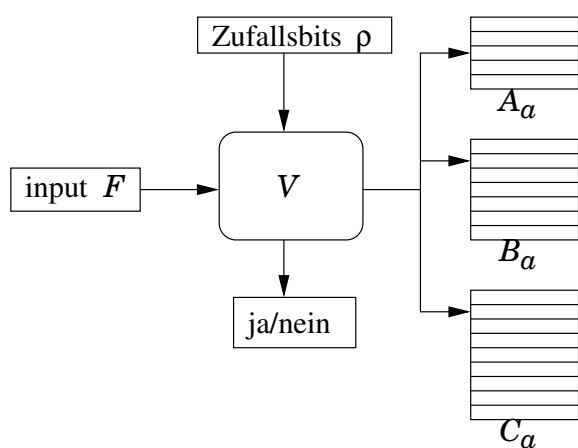 Zufallsbits ρ
A_a
input F
V
B_a
ja/nein
C_a